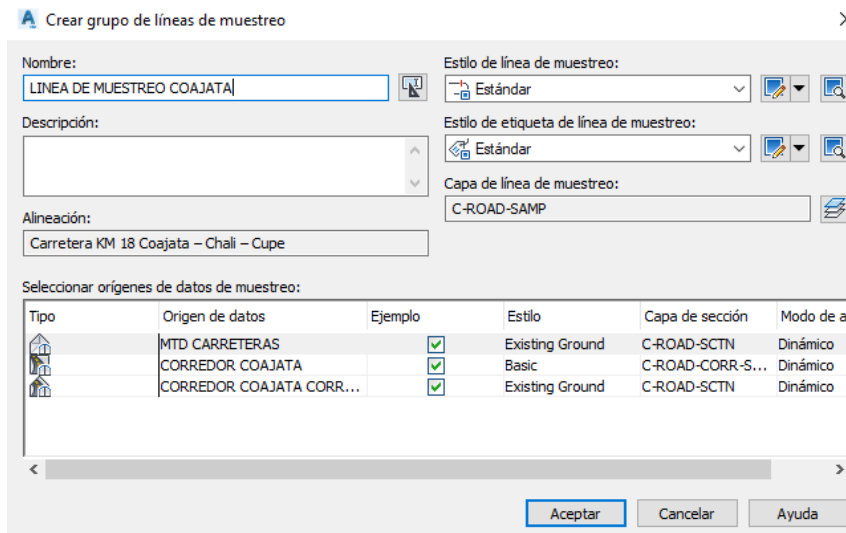 Crear grupo de líneas de muestreo
Nombre:
LINEA DE MUESTREO COAJATA
Descripción:
Alineación:
Carretera KM 18 Coajata – Chali – Cupe
Estilo de línea de muestreo:
Estándar
Estilo de etiqueta de línea de muestreo:
Estándar
Capa de línea de muestreo:
C-ROAD-SAMP
Seleccionar orígenes de datos de muestreo:
Tipo Origen de datos Ejemplo Estilo Capa de sección Modo de a
MTD CARRETERAS Existing Ground C-ROAD-SCTN Dinámico
CORREDOR COAJATA Basic C-ROAD-CORR-S... Dinámico
CORREDOR COAJATA CORR... Existing Ground C-ROAD-SCTN Dinámico
Aceptar Cancelar Ayuda